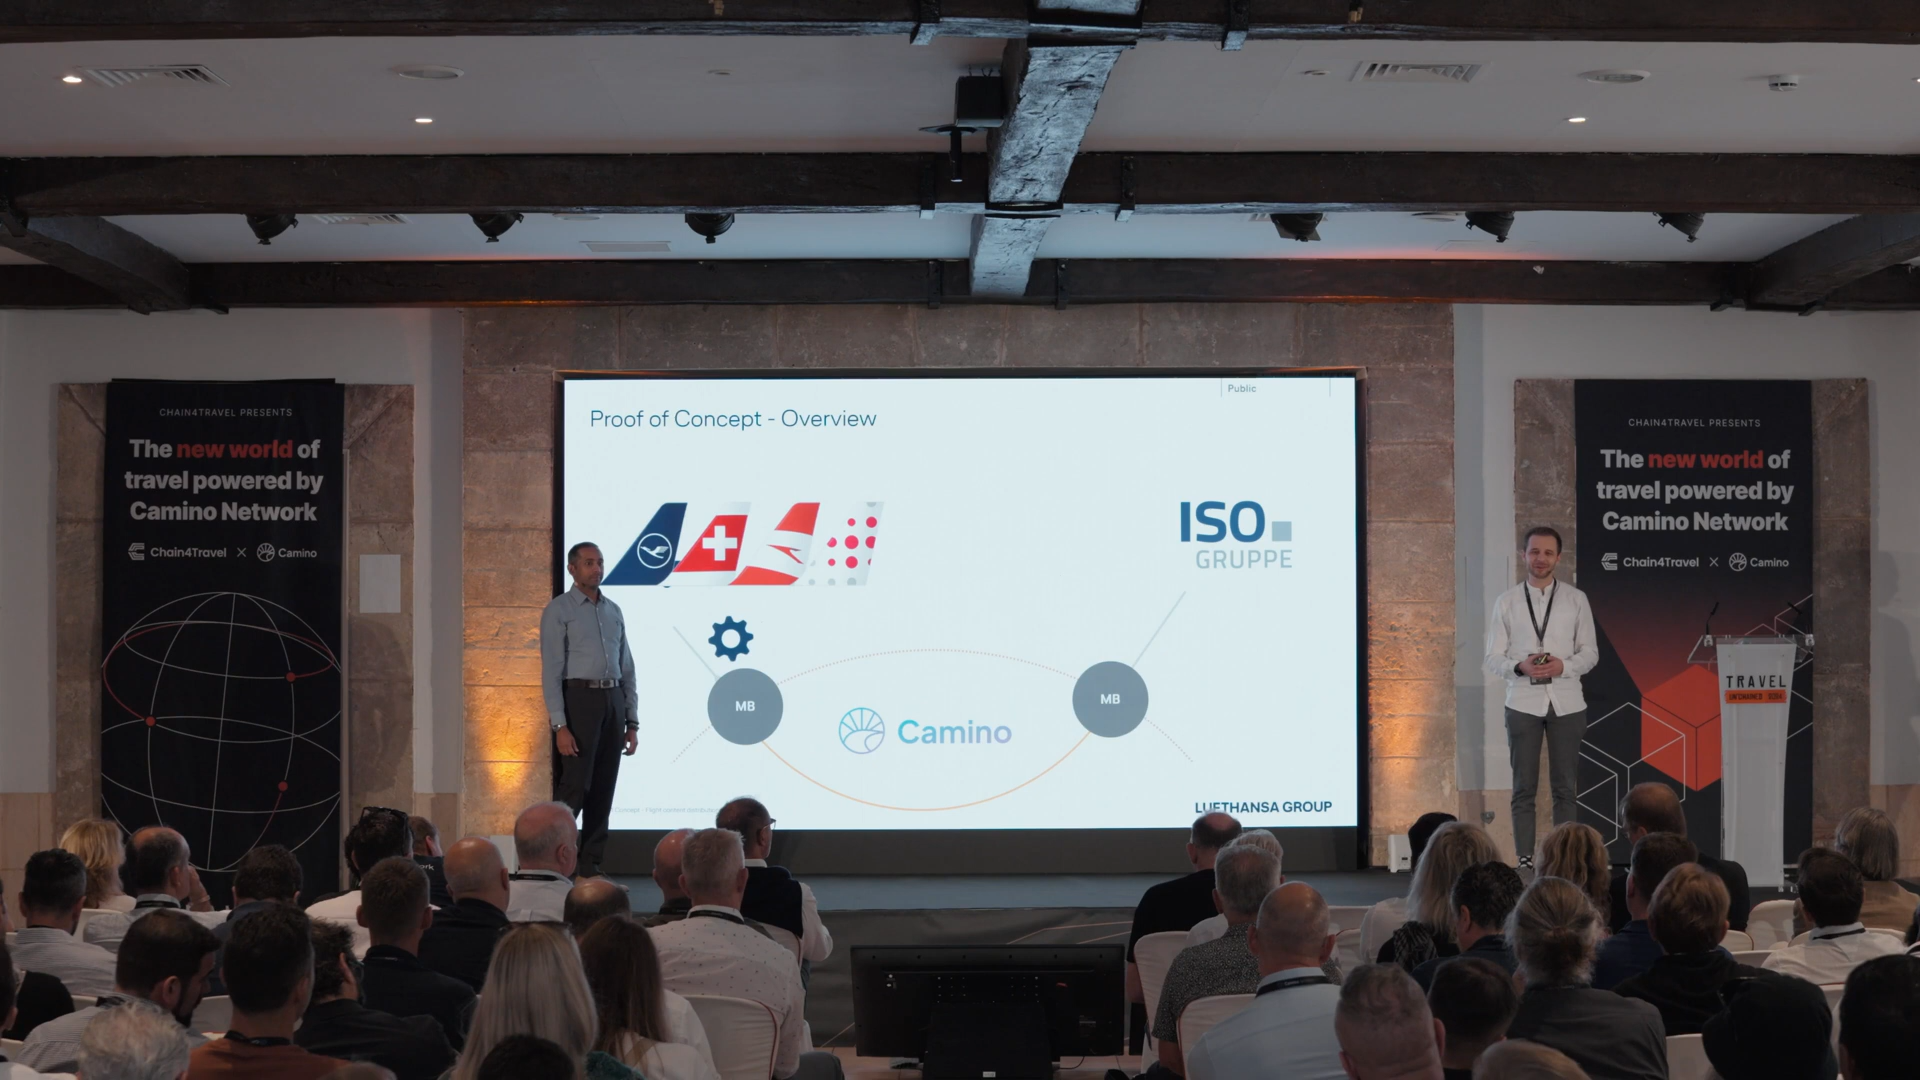 CHAIN4TRAVEL PRESENTS
The new world of
travel powered by
Camino Network
Chain4Travel X Camino
Public
Proof of Concept - Overview
ISO
GRUPPE
MB
MB
Camino
LUFTHANSA GROUP
CHAIN4TRAVEL PRESENTS
The new world of
travel powered by
Camino Network
Chain4Travel X Camino
TRAVEL